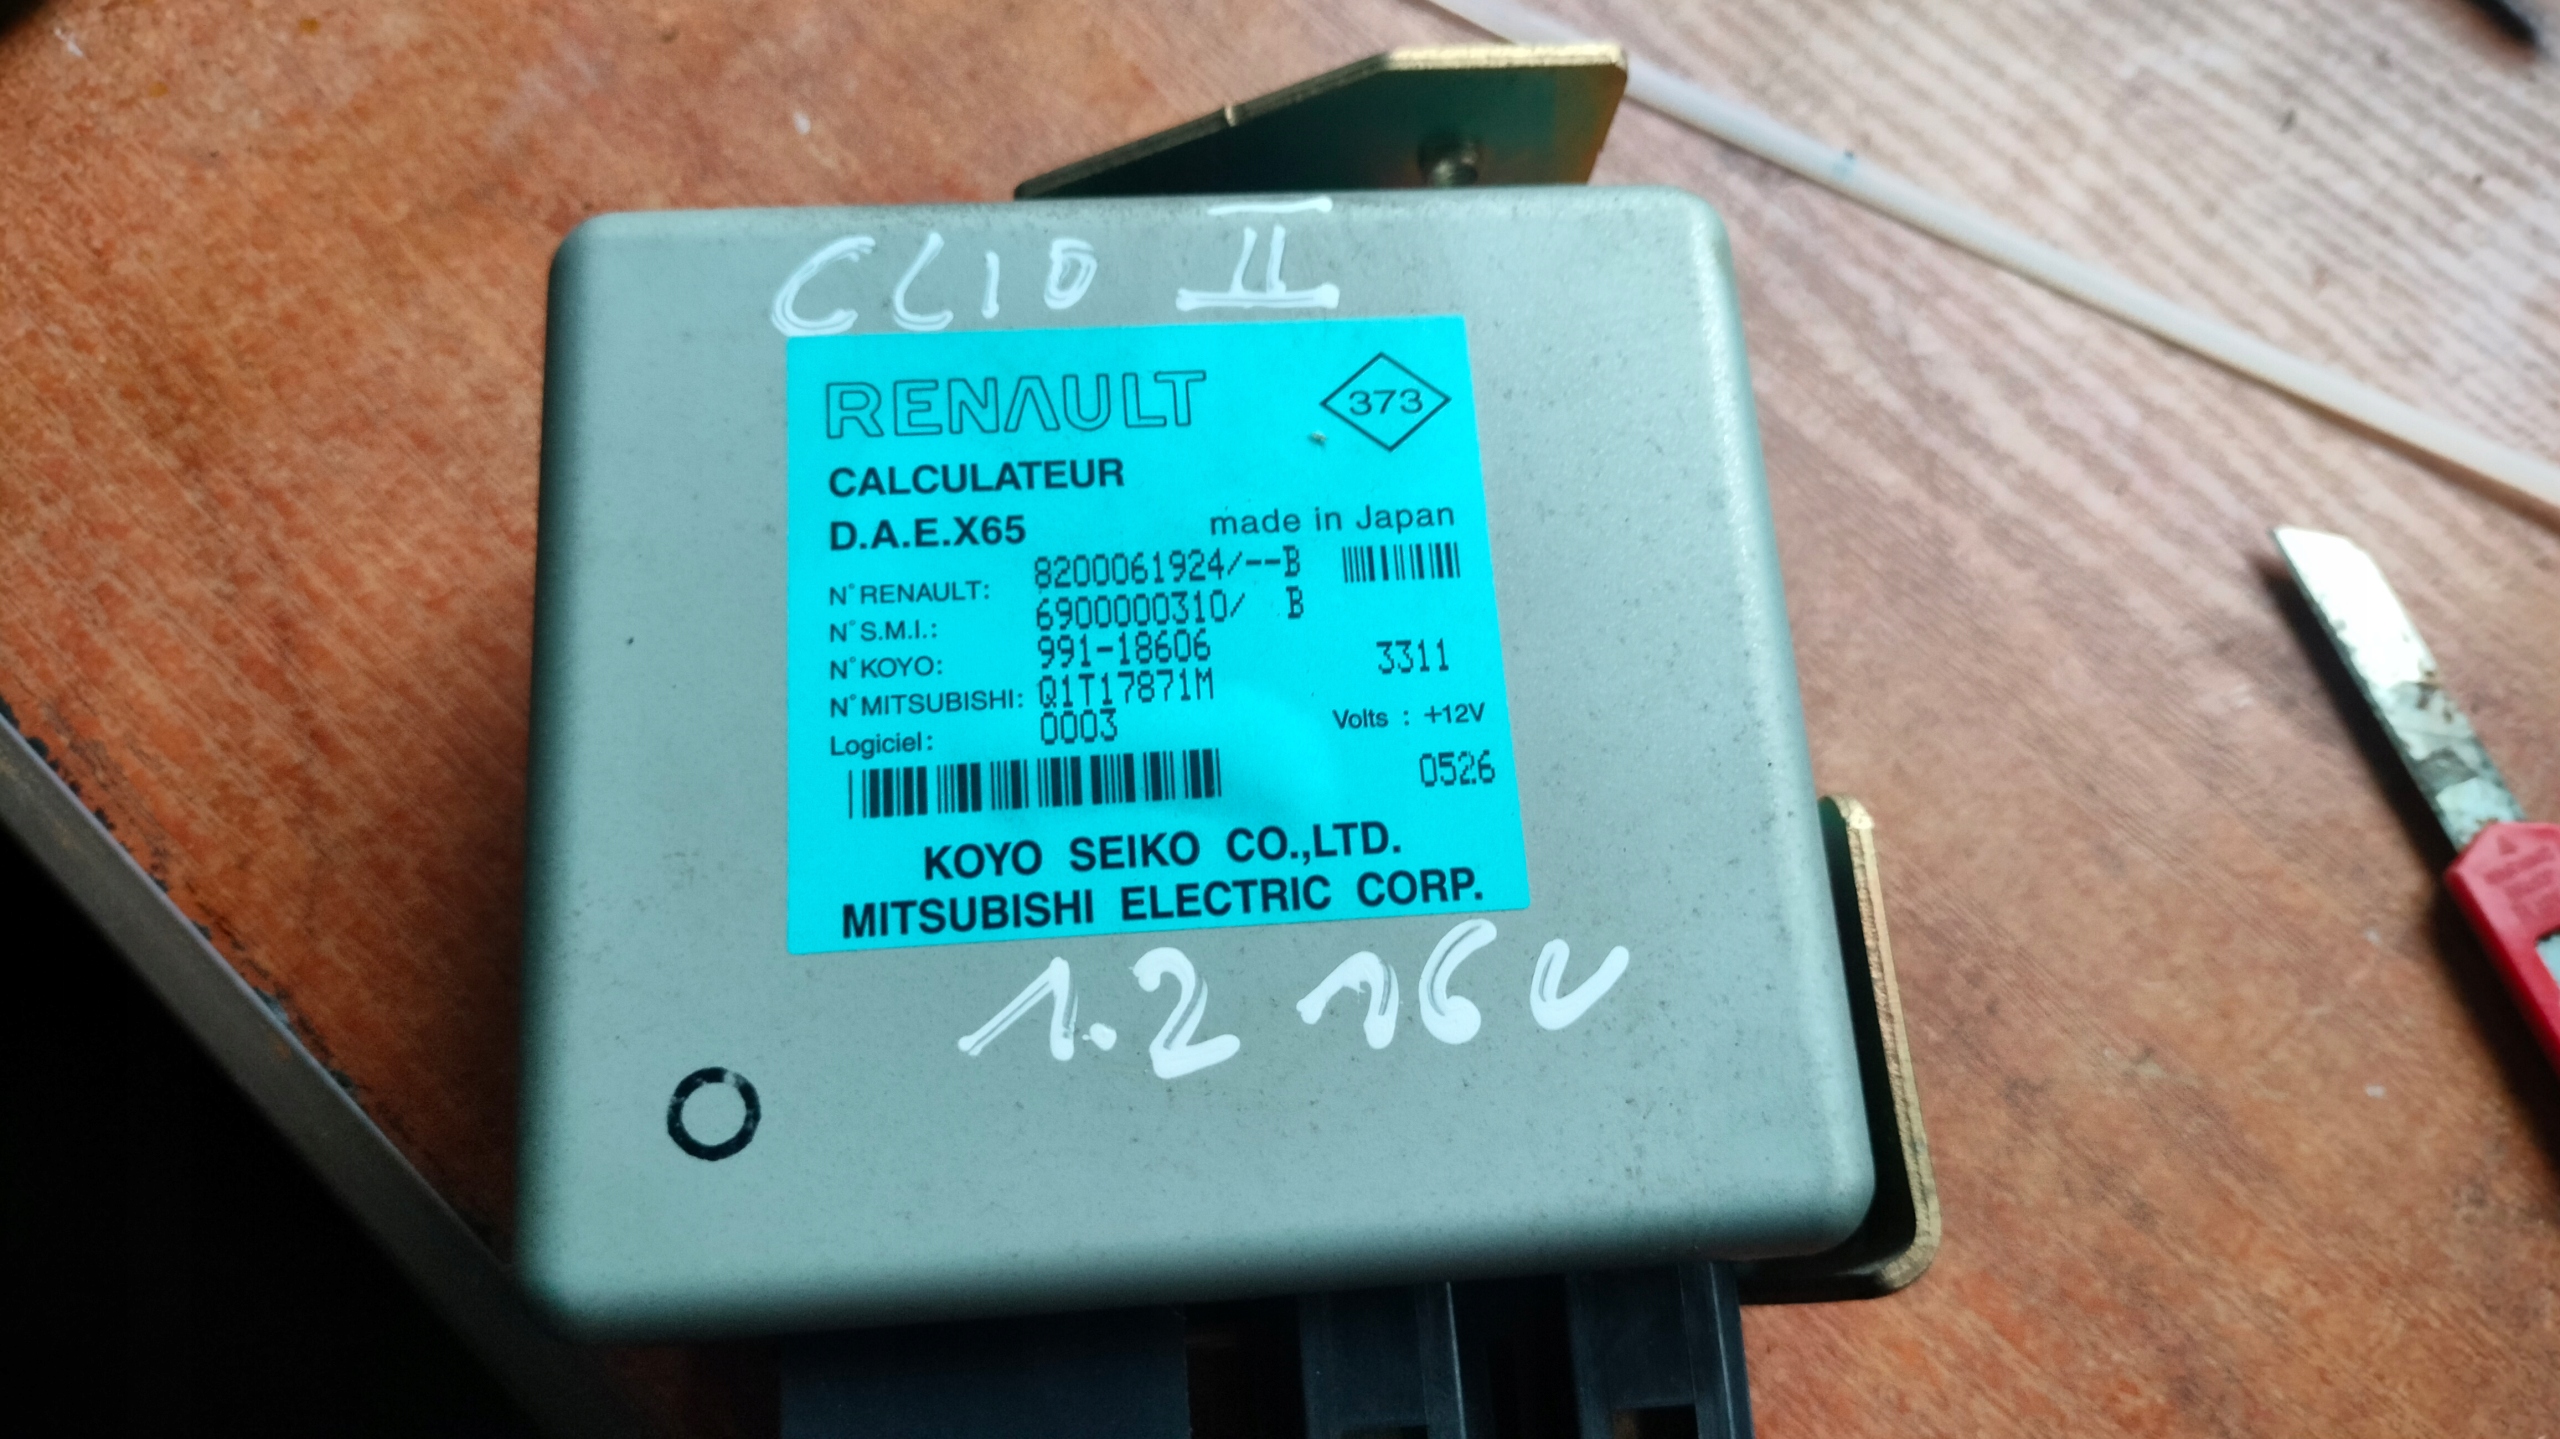 CLIO II
RENAULT 373
CALCULATEUR
D.A.E.X65 made in Japan
N°RENAULT: 8200061924/--B
N°S.M.I.: 6900000310/ B
N°KOYO: 991-18606 3311
N°MITSUBISHI: Q1T17871M
Logiciel: 0003 Volts : +12V
0526
KOYO SEIKO CO.,LTD.
MITSUBISHI ELECTRIC CORP.
1.2 16V